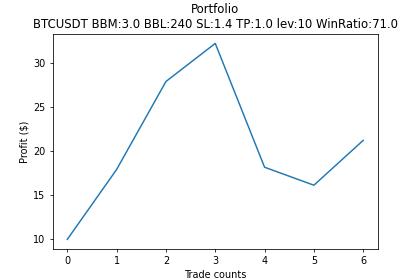 Portfolio
BTCUSDT BBM:3.0 BBL:240 SL:1.4 TP:1.0 lev:10 WinRatio:71.0
30
25
20
15
10
Profit ($)
0 1 2 3 4 5 6
Trade counts